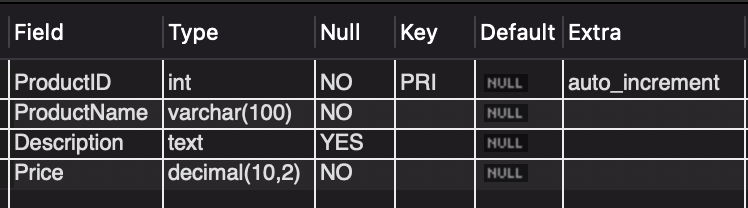 Field Type Null Key Default Extra
ProductID int NO PRI NULL auto_increment
ProductName varchar(100) NO NULL
Description text YES NULL
Price decimal(10,2) NO NULL